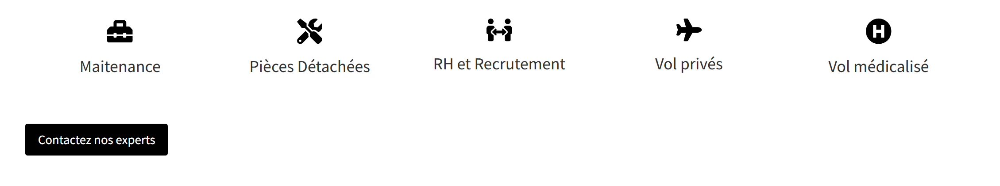 Maitenance
Pièces Détachées
RH et Recrutement
Vol privés
Vol médicalisé
Contactez nos experts